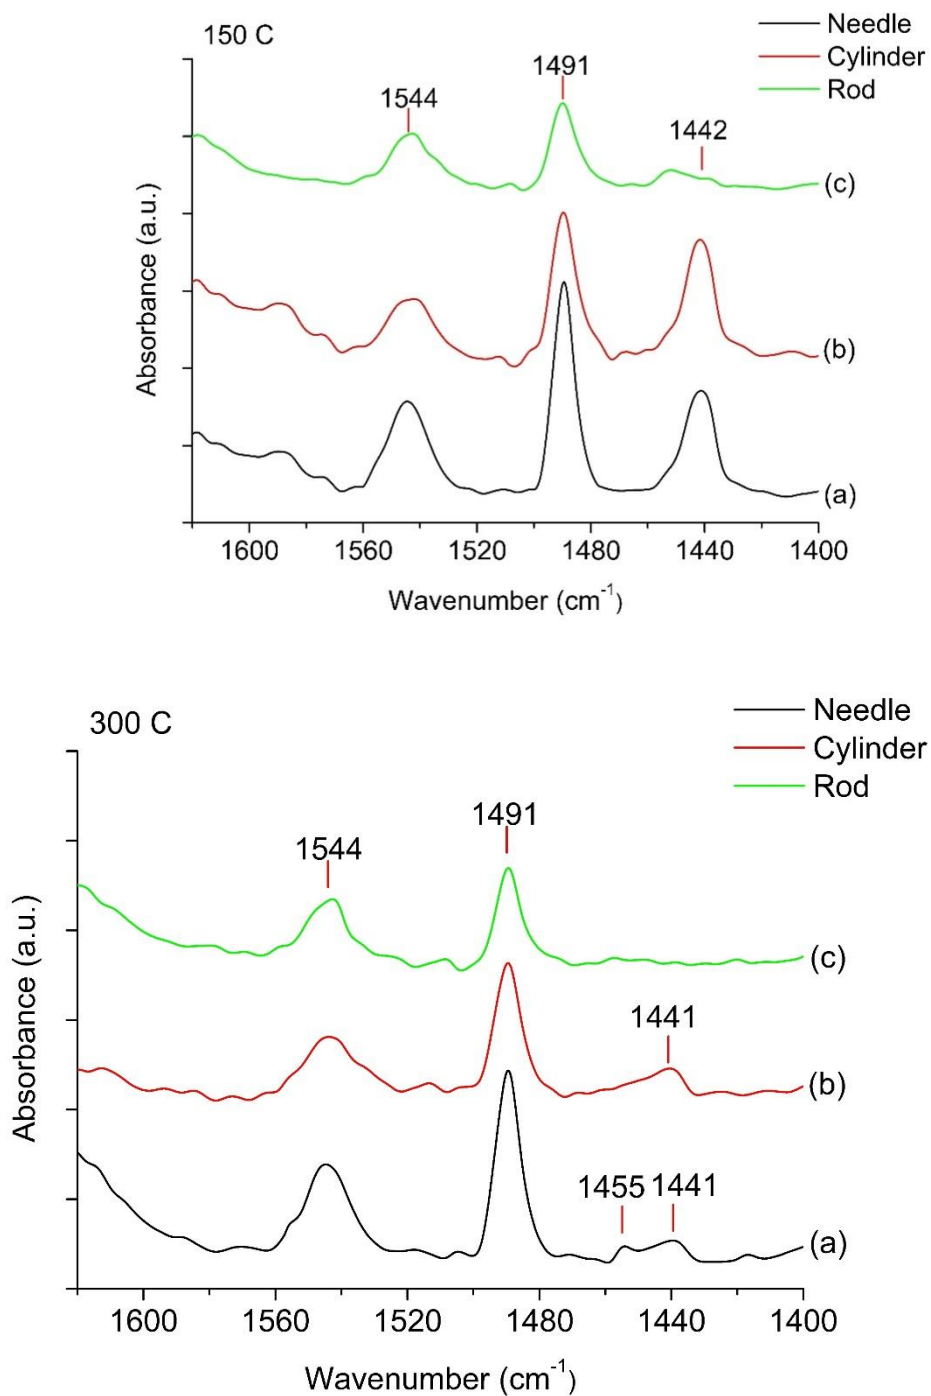 150 C
Needle
Cylinder
Rod
1544
1491
1442
(c)
(b)
(a)
Absorbance (a.u.)
1600
1560
1520
1480
1440
1400
Wavenumber (cm⁻¹)
300 C
Needle
Cylinder
Rod
1544
1491
(c)
1441
(b)
1455
1441
(a)
Absorbance (a.u.)
1600
1560
1520
1480
1440
1400
Wavenumber (cm⁻¹)